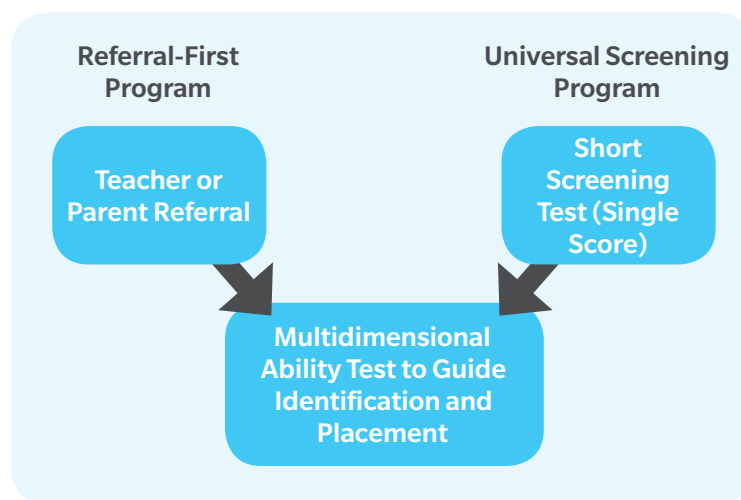 Referral-First
Program
Universal Screening
Program
Teacher or
Parent Referral
Short
Screening
Test (Single
Score)
Multidimensional
Ability Test to Guide
Identification and
Placement